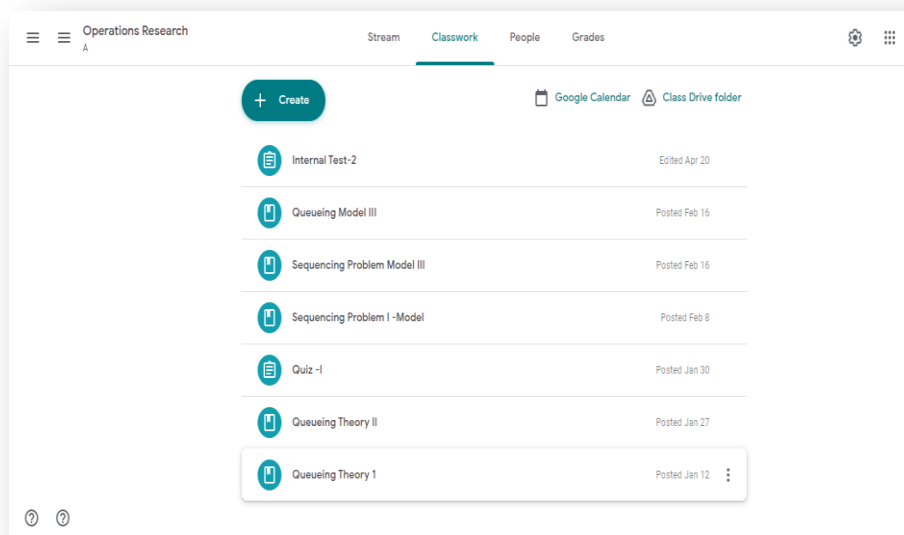 Operations Research
A
Stream Classwork People Grades
Create
Google Calendar Class Drive folder
Internal Test-2 Edited Apr 20
Queueing Model III Posted Feb 16
Sequencing Problem Model III Posted Feb 16
Sequencing Problem I -Model Posted Feb 8
Quiz -I Posted Jan 30
Queueing Theory II Posted Jan 27
Queueing Theory 1 Posted Jan 12